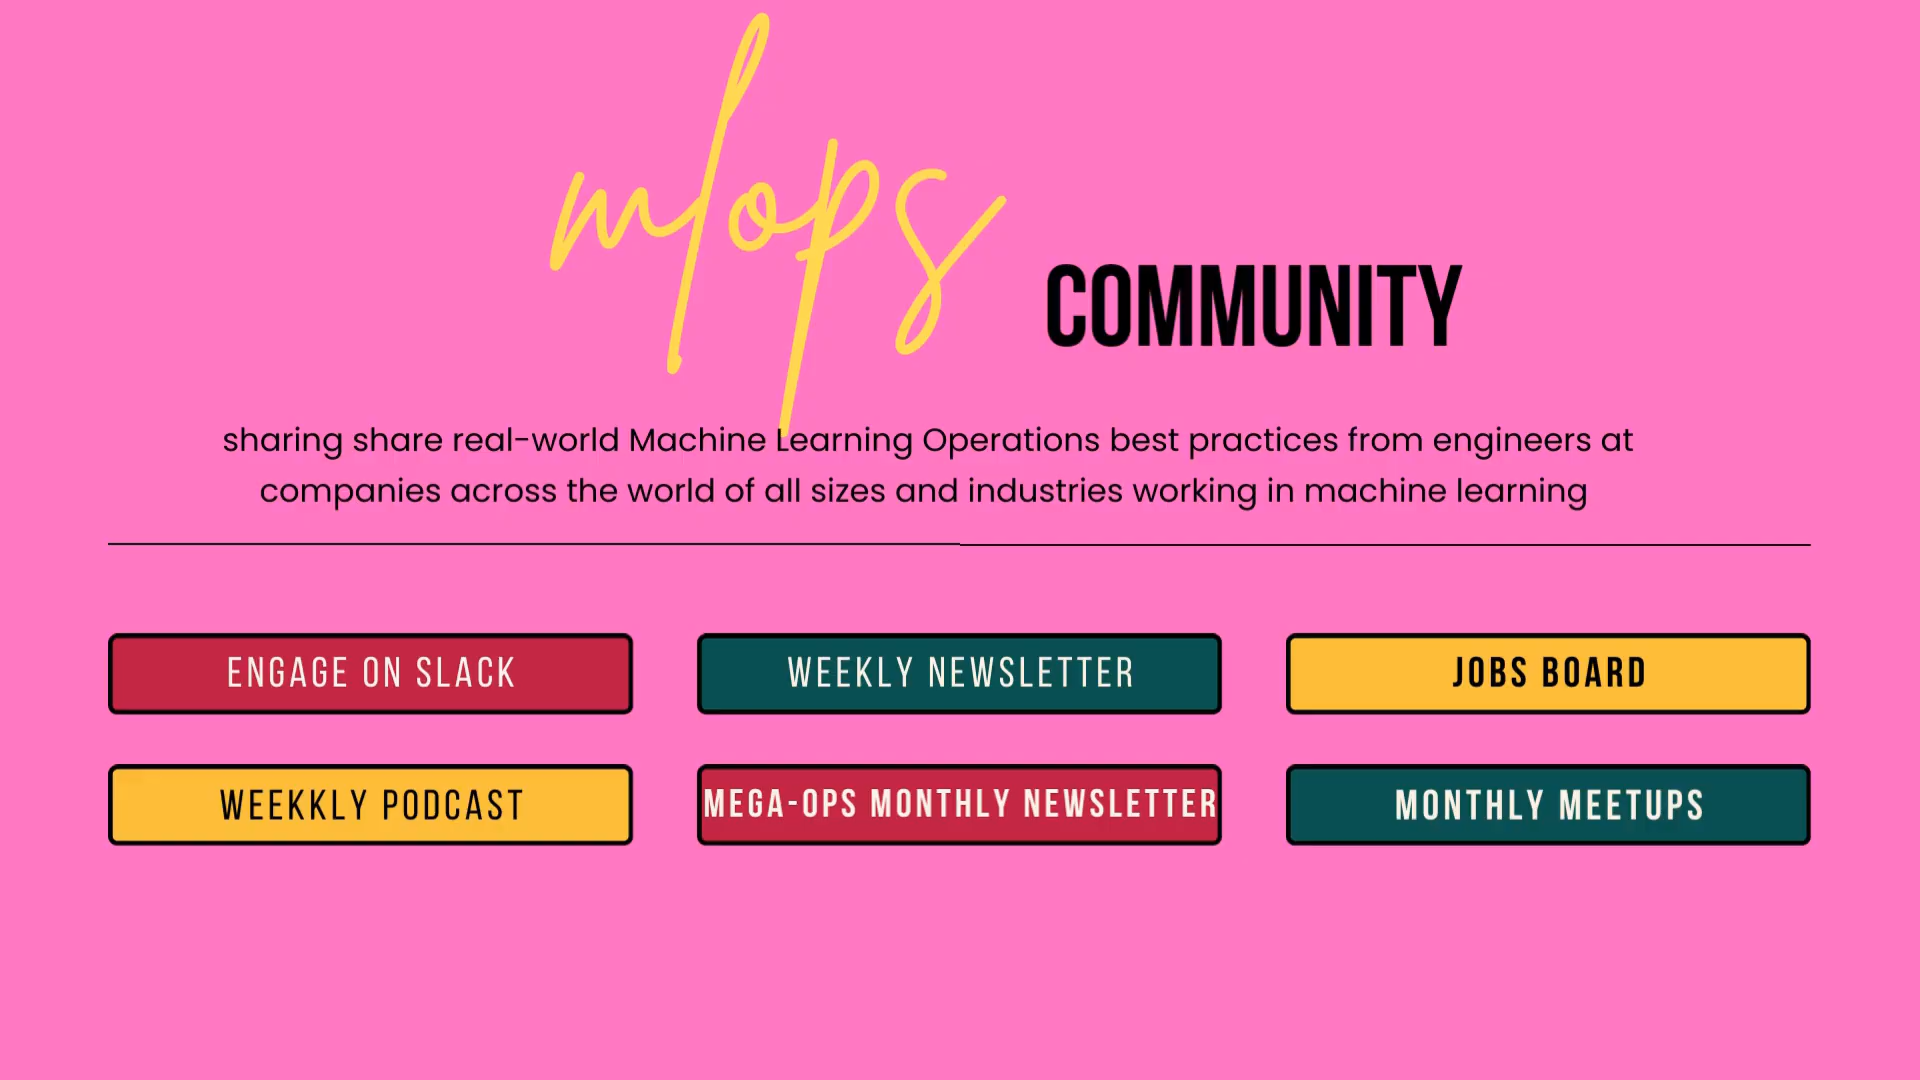 mlops COMMUNITY
sharing share real-world Machine Learning Operations best practices from engineers at
companies across the world of all sizes and industries working in machine learning
ENGAGE ON SLACK
WEEKLY NEWSLETTER
JOBS BOARD
WEEKKLY PODCAST
MEGA-OPS MONTHLY NEWSLETTER
MONTHLY MEETUPS